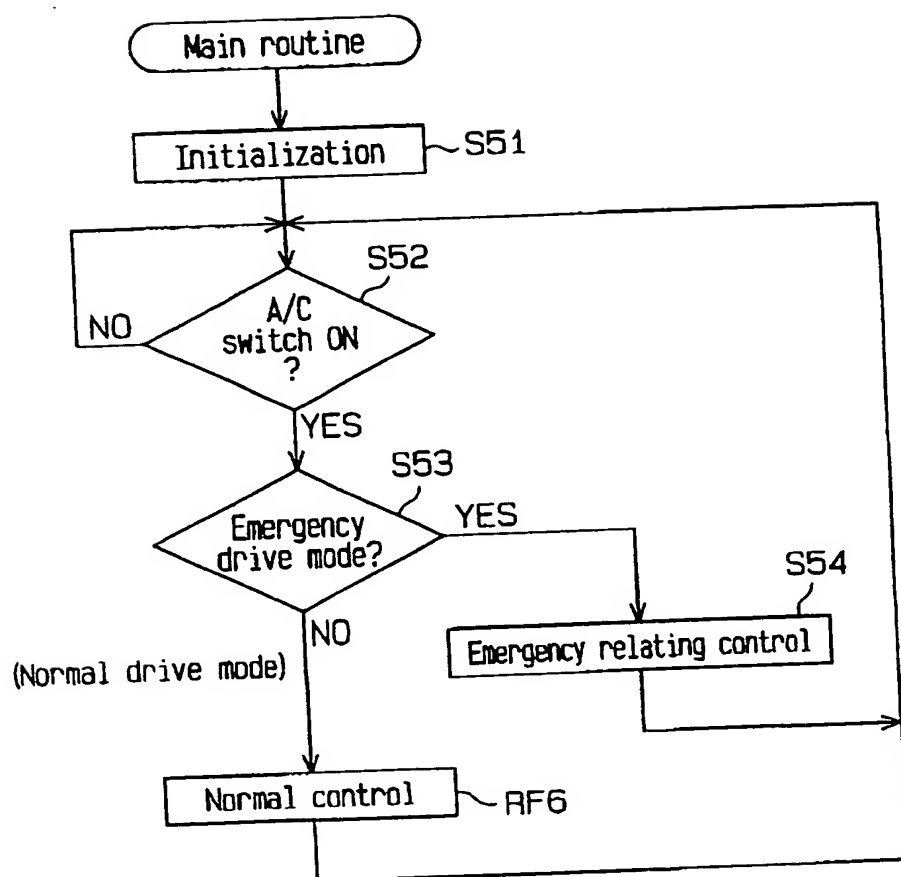 Main routine
Initialization
S51
S52
A/C
switch ON
?
NO
YES
S53
Emergency
drive mode?
YES
S54
NO
Emergency relating control
(Normal drive mode)
Normal control
RF6